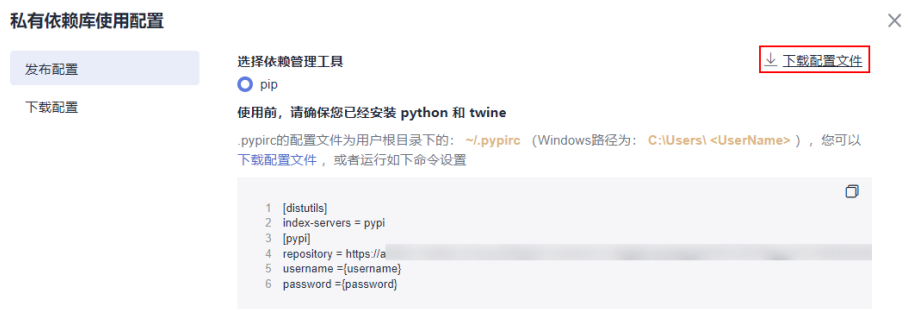 私有依赖库使用配置
发布配置
下载配置
选择依赖管理工具
下载配置文件
pip
使用前，请确保您已经安装 python 和 twine
.pypirc的配置文件为用户根目录下的： ~/.pypirc （Windows路径为： C:\Users\ <UserName> ），您可以
下载配置文件 ，或者运行如下命令设置
1 [distutils]
2 index-servers = pypi
3 [pypi]
4 repository = https://a
5 username ={username}
6 password ={password}